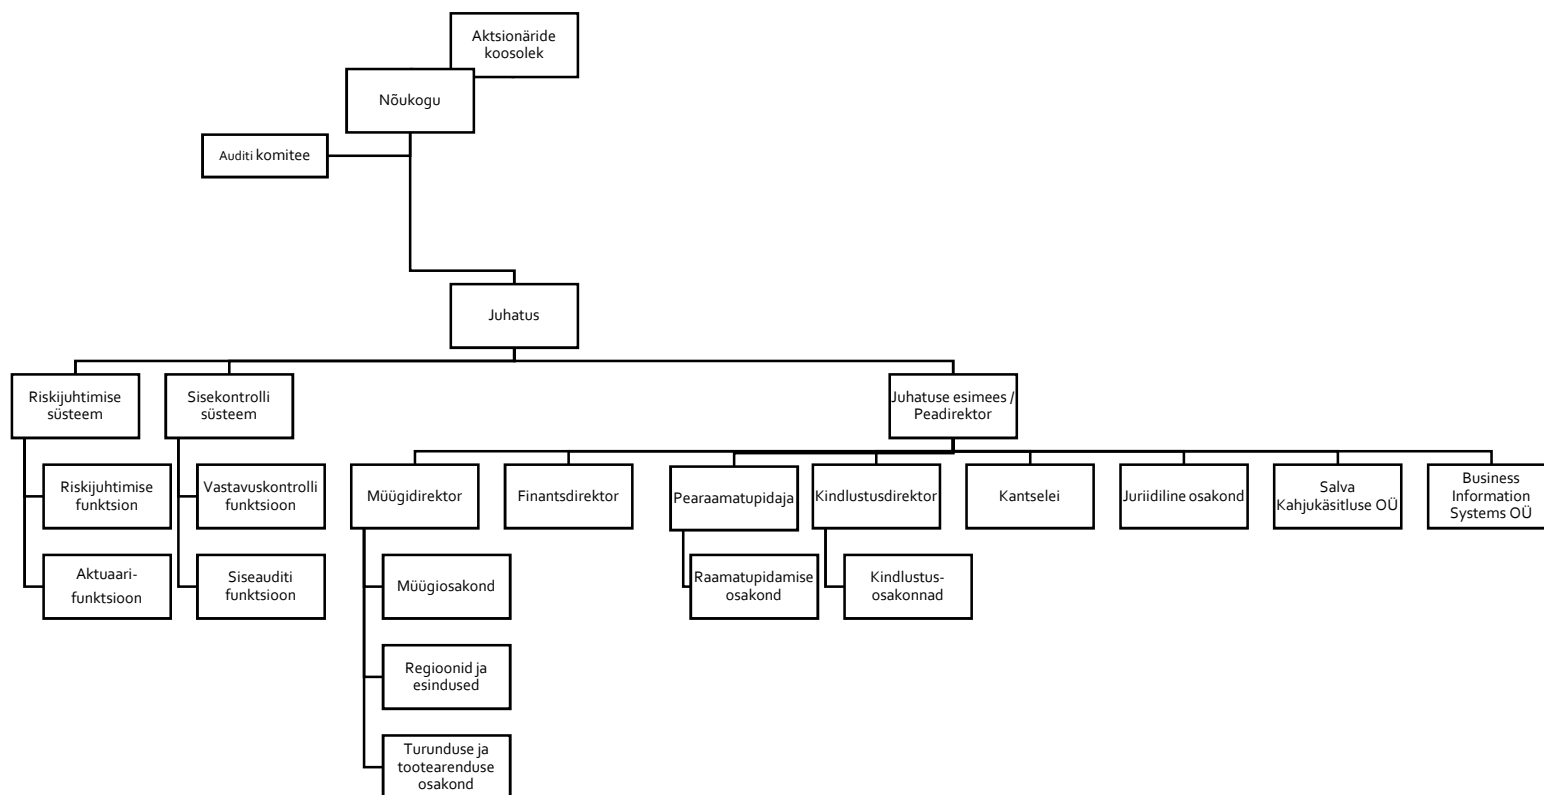 Aktsionäride
koosolek
Nõukogu
Auditi komitee
Juhatus
Riskijuhtimise
süsteem
Sisekontrolli
süsteem
Juhatuse esimees /
Peadirektor
Riskijuhtimise
funktsion
Vastavuskontrolli
funktsioon
Müügidirektor
Finantsdirektor
Pearaamatupidaja
Kindlustusdirektor
Kantselei
Juriidiline osakond
Salva
Kahjukäsitluse OÜ
Business
Information
Systems OÜ
Aktuaari-
funktsioon
Siseauditi
funktsioon
Müügiosakond
Raamatupidamise
osakond
Kindlustus-
osakonnad
Regioonid ja
esindused
Turunduse ja
tootearenduse
osakond